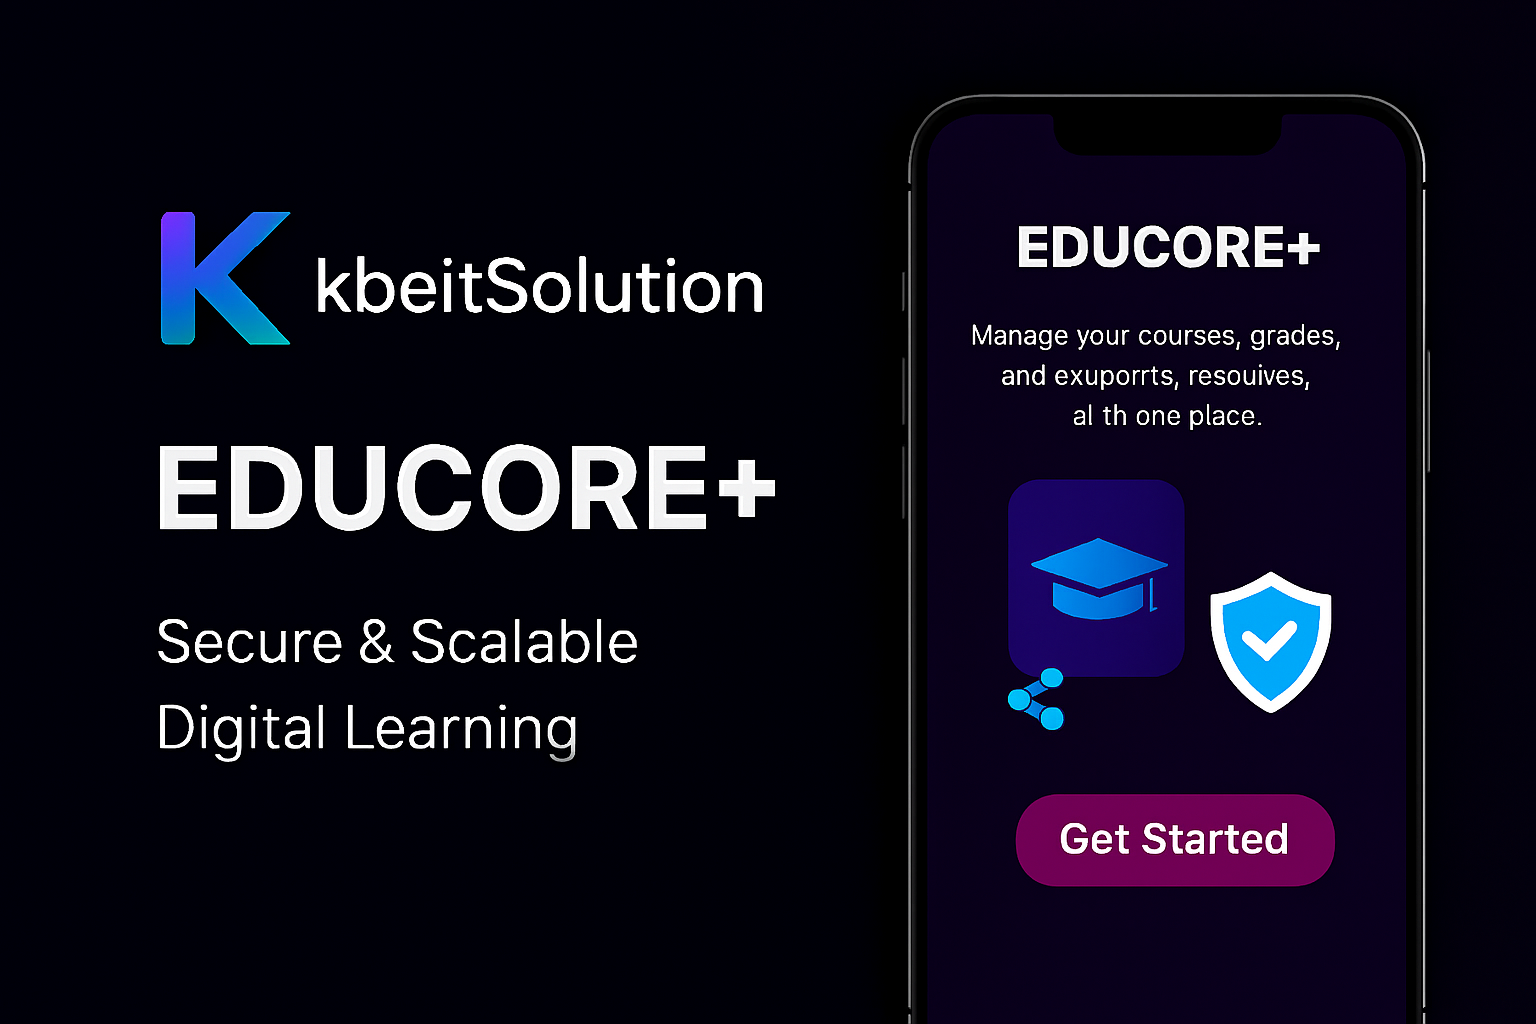 kbeitSolution
EDUCORE+
Secure & Scalable
Digital Learning
EDUCORE+
Manage your courses, grades,
and exuporrts, resouives,
al th one place.
Get Started